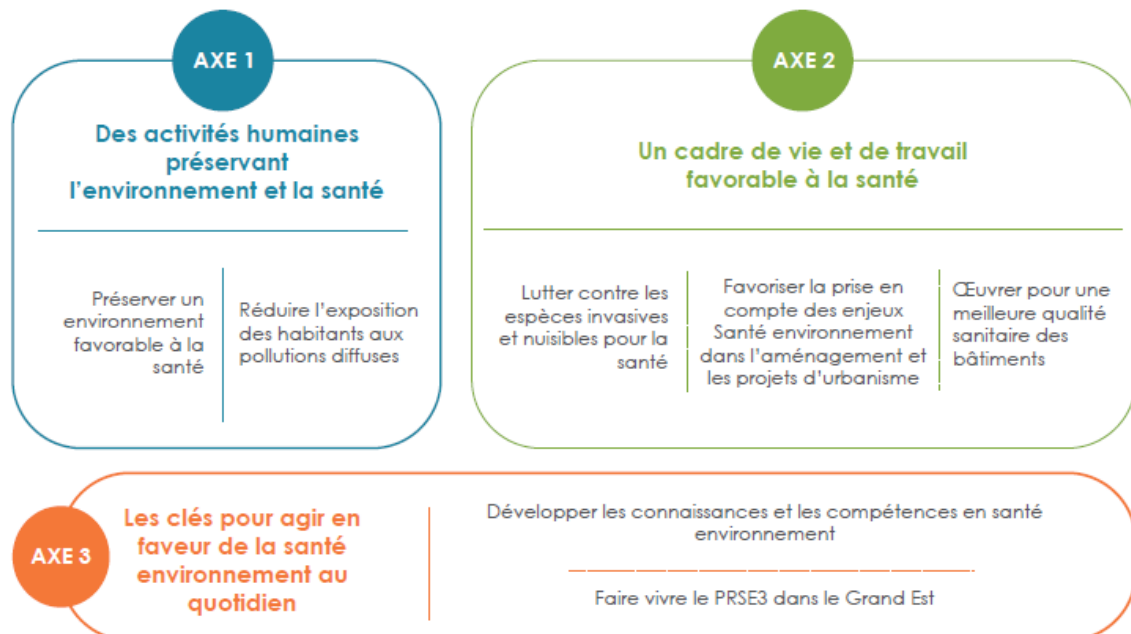 AXE 1
Des activités humaines
préservant
l'environnement et la santé
Préserver un
environnement
favorable à la
santé
Réduire l'exposition
des habitants aux
pollutions diffuses
AXE 2
Un cadre de vie et de travail
favorable à la santé
Lutter contre les
espèces invasives
et nuisibles pour la
santé
Favoriser la prise en
compte des enjeux
Santé environnement
dans l'aménagement et
les projets d'urbanisme
Œuvrer pour une
meilleure qualité
sanitaire des
bâtiments
AXE 3
Les clés pour agir en
faveur de la santé
environnement au
quotidien
Développer les connaissances et les compétences en santé
environnement
Faire vivre le PRSE3 dans le Grand Est